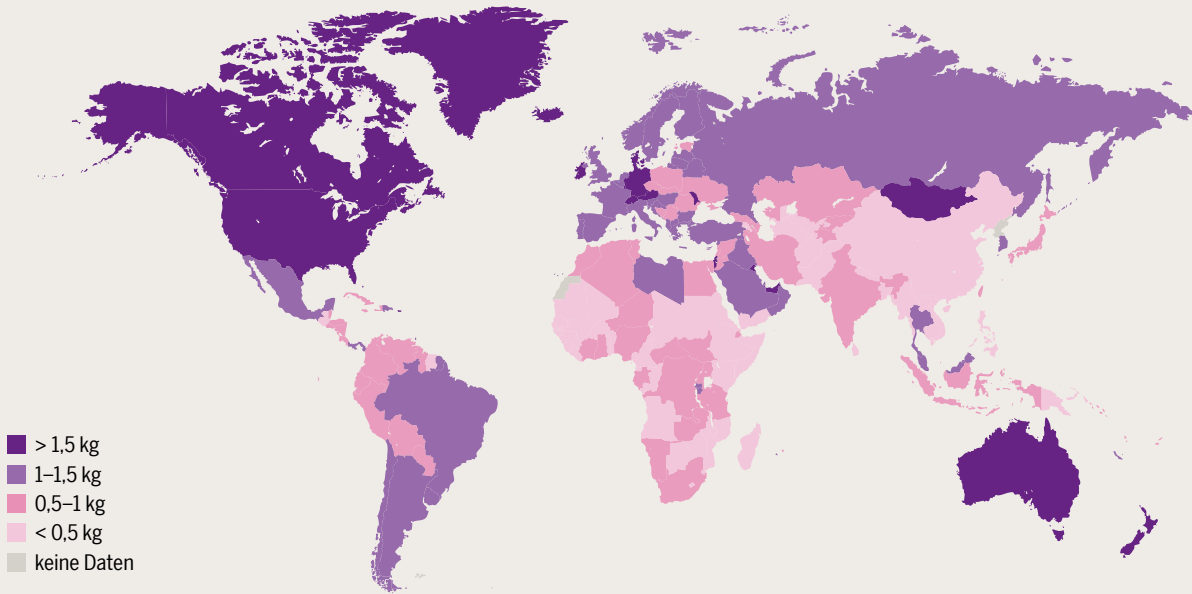 > 1,5 kg
1–1,5 kg
0,5–1 kg
< 0,5 kg
keine Daten